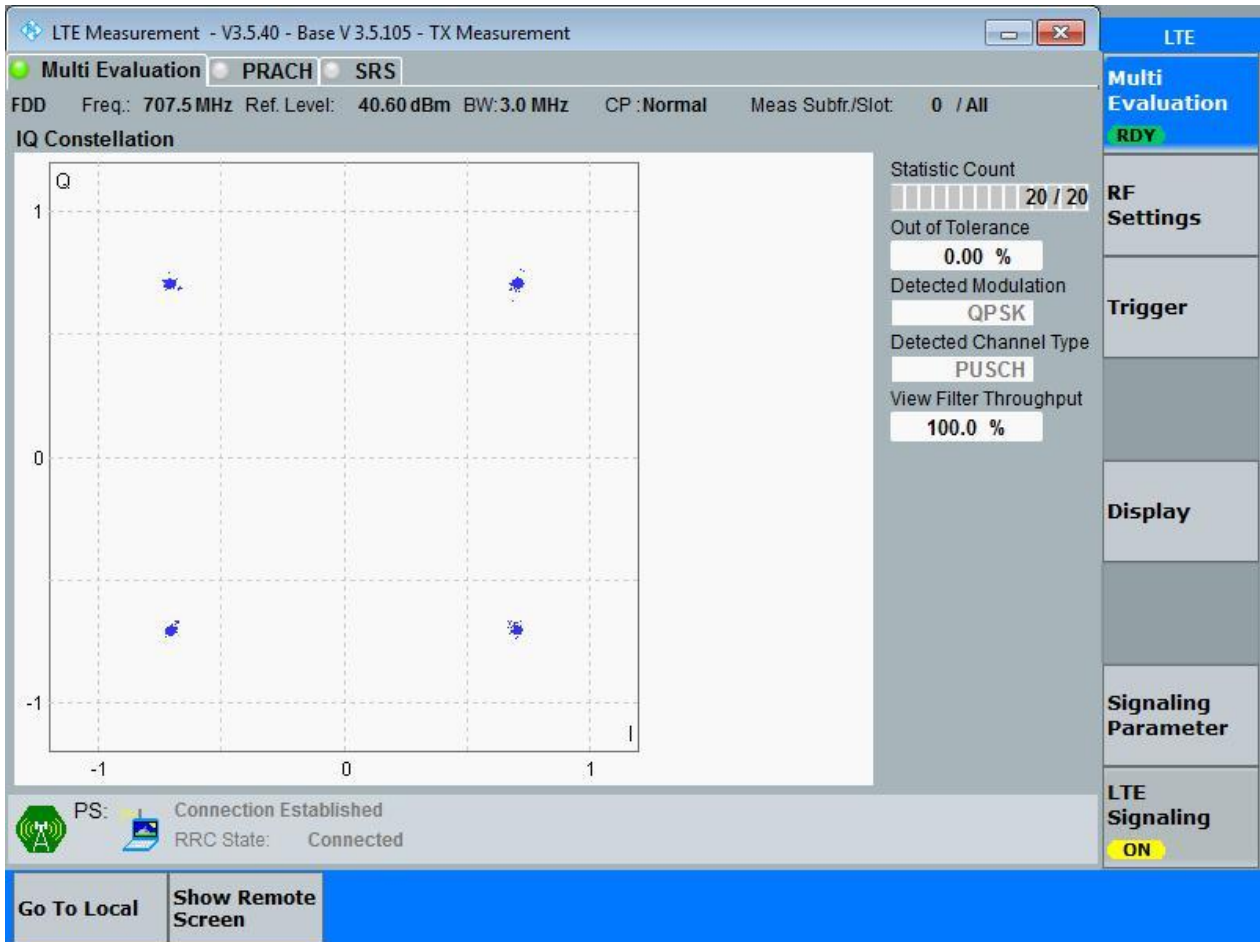 LTE Measurement - V3.5.40 - Base V 3.5.105 - TX Measurement
LTE
Multi Evaluation PRACH SRS
FDD Freq.: 707.5 MHz Ref. Level: 40.60 dBm BW: 3.0 MHz CP : Normal Meas Subfr./Slot: 0 / All
IQ Constellation
Q
1
0
-1
I
-1 0 1
Statistic Count
20 / 20
Out of Tolerance
0.00 %
Detected Modulation
QPSK
Detected Channel Type
PUSCH
View Filter Throughput
100.0 %
Multi
Evaluation
RDY
RF
Settings
Trigger
Display
Signaling
Parameter
LTE
Signaling
ON
PS: Connection Established
RRC State: Connected
Go To Local
Show Remote
Screen